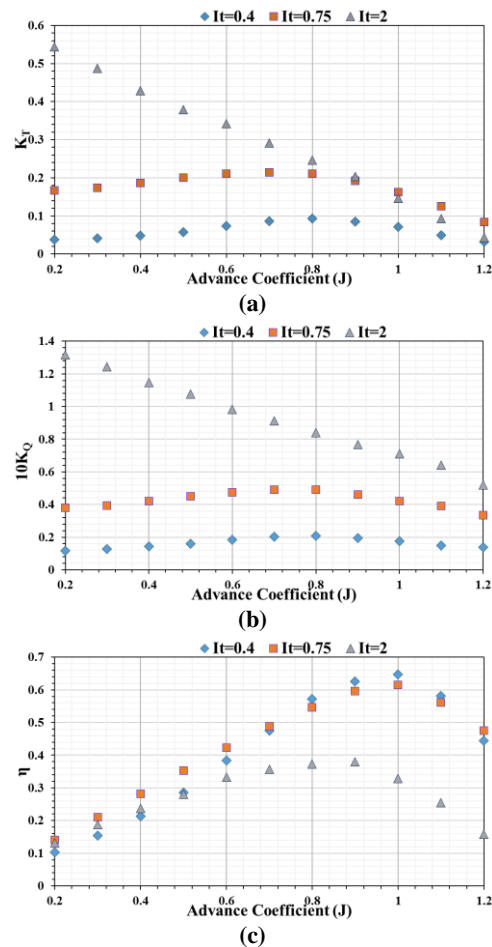 It=0.4 It=0.75 It=2
0.6
0.5
0.4
0.3
0.2
0.1
0
K_T
0.2 0.4 0.6 0.8 1 1.2
Advance Coefficient (J)
(a)
It=0.4 It=0.75 It=2
1.4
1.2
1
0.8
0.6
0.4
0.2
0
10K_Q
0.2 0.4 0.6 0.8 1 1.2
Advance Coefficient (J)
(b)
It=0.4 It=0.75 It=2
0.7
0.6
0.5
0.4
0.3
0.2
0.1
0
η
0.2 0.4 0.6 0.8 1 1.2
Advance Coefficient (J)
(c)